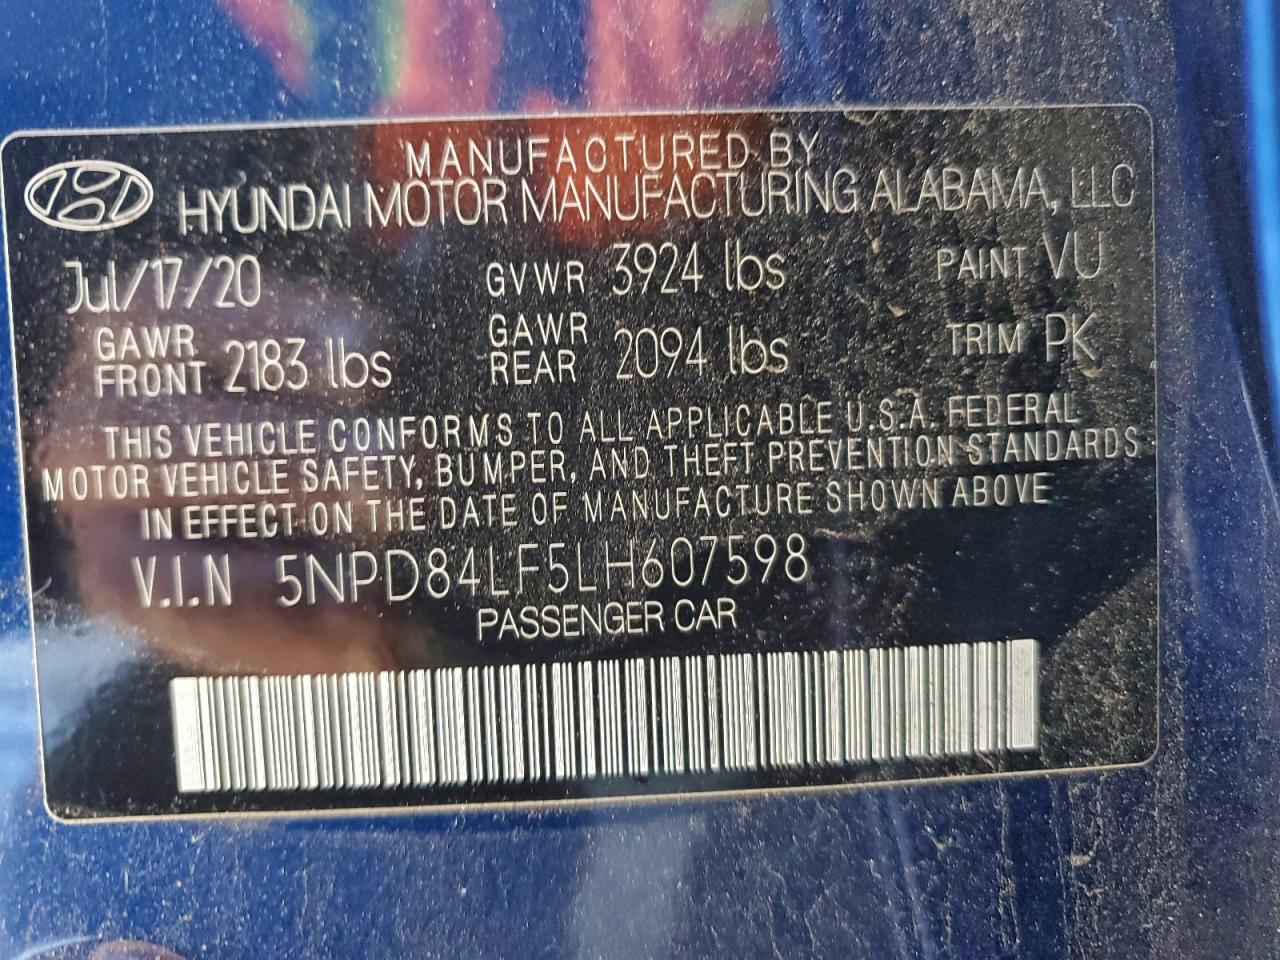 MANUFACTURED BY
HYUNDAI MOTOR MANUFACTURING ALABAMA, LLC
Jul/17/20 GVWR 3924 lbs PAINT VU
GAWR FRONT 2183 lbs GAWR REAR 2094 lbs TRIM PK
THIS VEHICLE CONFORMS TO ALL APPLICABLE U.S.A. FEDERAL
MOTOR VEHICLE SAFETY, BUMPER, AND THEFT PREVENTION STANDARDS
IN EFFECT ON THE DATE OF MANUFACTURE SHOWN ABOVE
V.I.N 5NPD84LF5LH607598
PASSENGER CAR